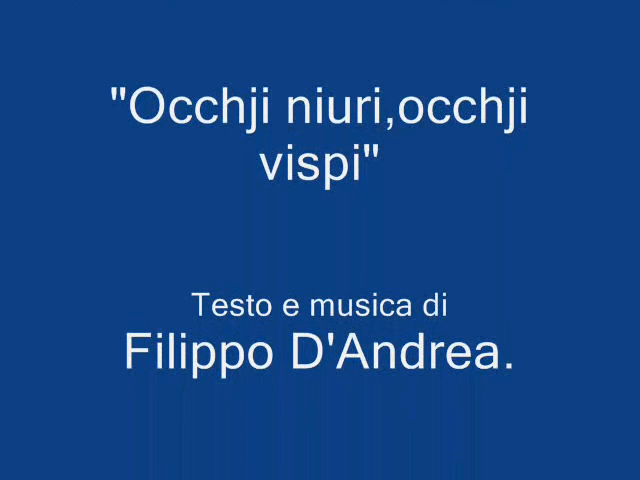 "Occhji niuri,occhji
vispi"
Testo e musica di
Filippo D'Andrea.